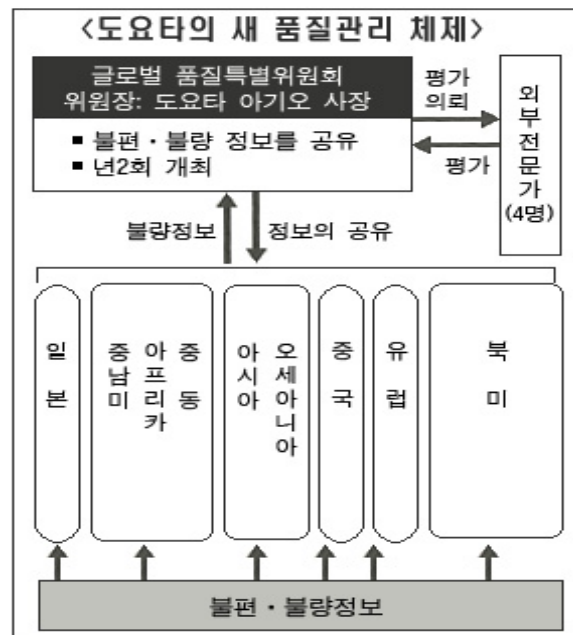 <도요타의 새 품질관리 체제>
글로벌 품질특별위원회
위원장: 도요타 아기오 사장
▪ 불편·불량 정보를 공유
▪ 년2회 개최
평가
의뢰
평가
외부전문가
(4명)
불량정보
정보의 공유
일본
중남미
아프리카
중동
아시아
오세아니아
중국
유럽
북미
불편·불량정보